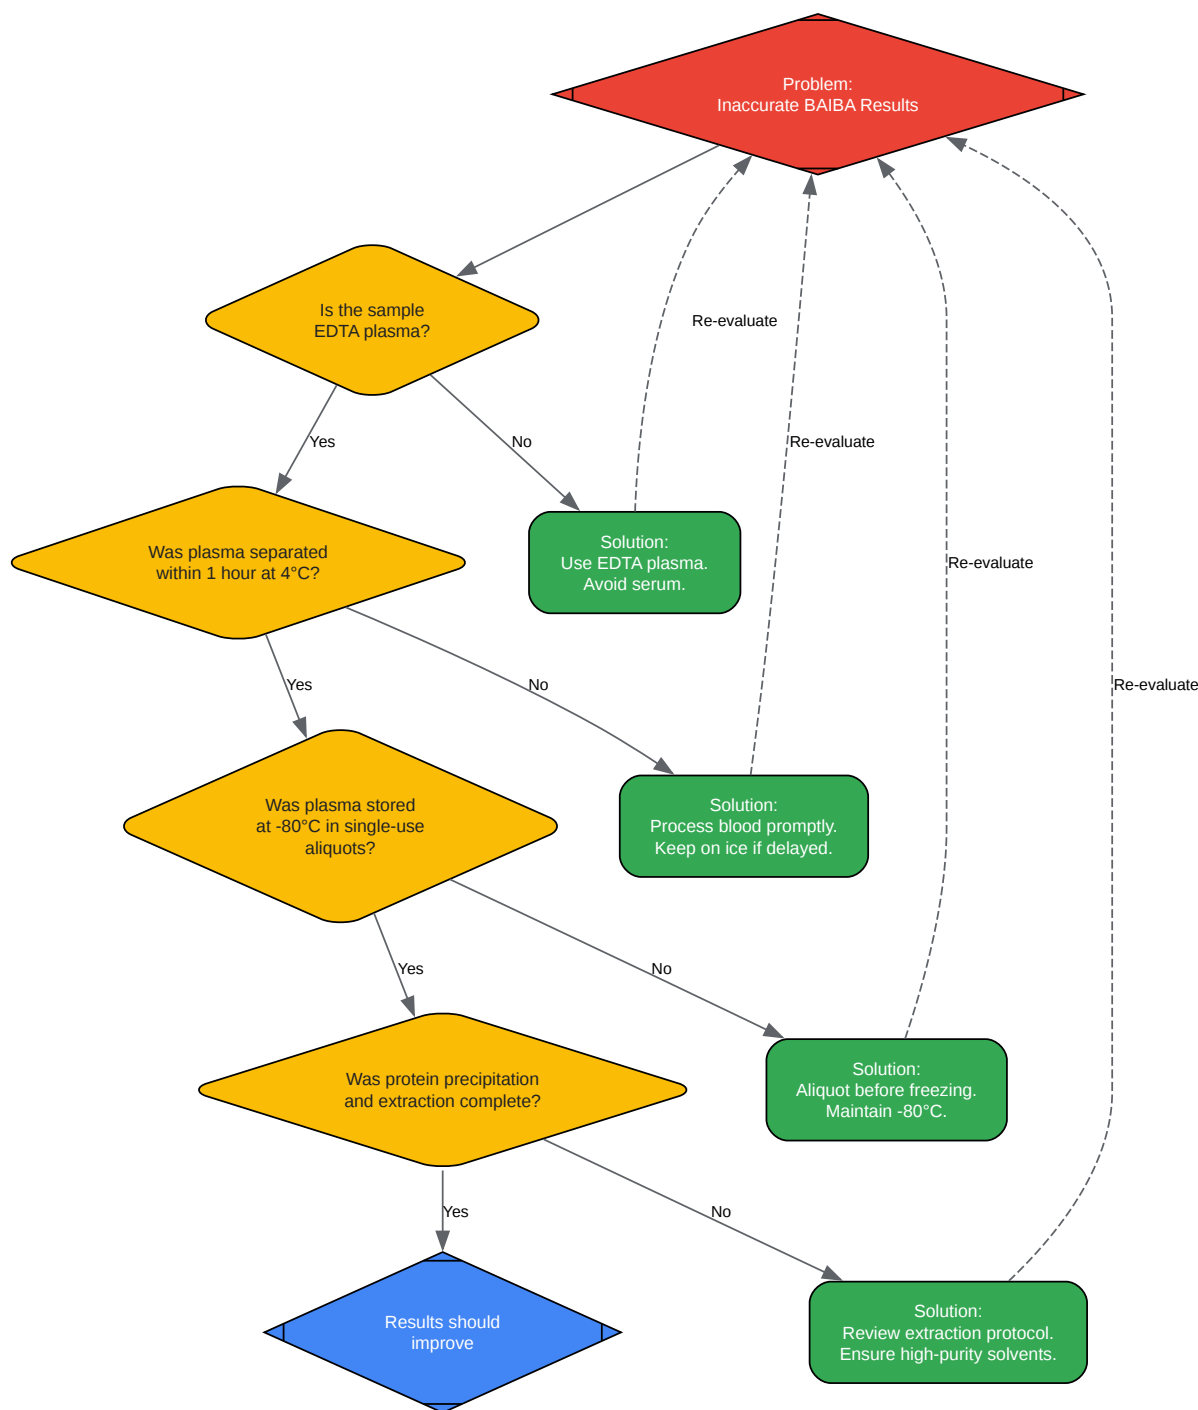 Problem:
Inaccurate BAIBA Results
Is the sample
EDTA plasma?
Re-evaluate
Yes
No
Re-evaluate
Was plasma separated
within 1 hour at 4°C?
Solution:
Use EDTA plasma.
Avoid serum.
Re-evaluate
Yes
No
Re-evaluate
Was plasma stored
at -80°C in single-use
aliquots?
Solution:
Process blood promptly.
Keep on ice if delayed.
Yes
No
Was protein precipitation
and extraction complete?
Solution:
Aliquot before freezing.
Maintain -80°C.
Yes
No
Results should
improve
Solution:
Review extraction protocol.
Ensure high-purity solvents.